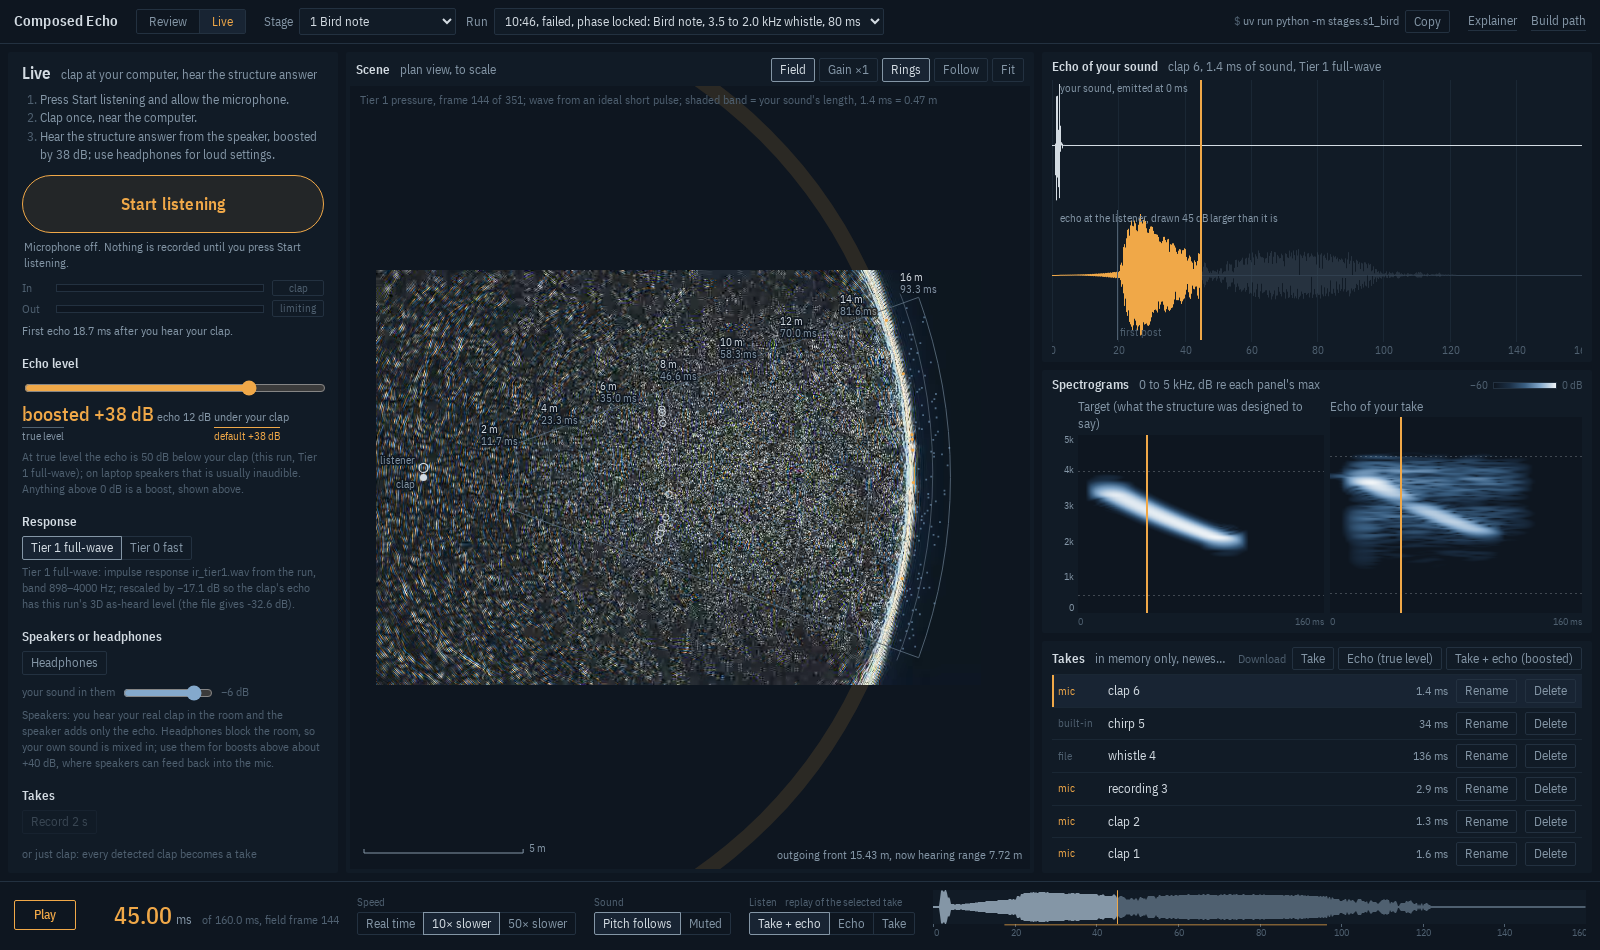 Composed Echo Review Live Stage 1 Bird note Run 10:46, failed, phase locked: Bird note, 3.5 to 2.0 kHz whistle, 80 ms $ uv run python -m stages.s1_bird Copy Explainer Build path
Live clap at your computer, hear the structure answer
1. Press Start listening and allow the microphone.
2. Clap once, near the computer.
3. Hear the structure answer from the speaker, boosted
by 38 dB; use headphones for loud settings.
Start listening
Microphone off. Nothing is recorded until you press Start
listening.
In clap
Out limiting
First echo 18.7 ms after you hear your clap.
Echo level
boosted +38 dB echo 12 dB under your clap
true level default +38 dB
At true level the echo is 50 dB below your clap (this run, Tier
1 full-wave); on laptop speakers that is usually inaudible.
Anything above 0 dB is a boost, shown above.
Response
Tier 1 full-wave Tier 0 fast
Tier 1 full-wave: impulse response ir_tier1.wav from the run,
band 898–4000 Hz; rescaled by −17.1 dB so the clap's echo
has this run's 3D as-heard level (the file gives -32.6 dB).
Speakers or headphones
Headphones
your sound in them −6 dB
Speakers: you hear your real clap in the room and the
speaker adds only the echo. Headphones block the room, so
your own sound is mixed in; use them for boosts above about
+40 dB, where speakers can feed back into the mic.
Takes
Record 2 s
or just clap: every detected clap becomes a take
Scene plan view, to scale Field Gain ×1 Rings Follow Fit
Tier 1 pressure, frame 144 of 351; wave from an ideal short pulse; shaded band = your sound's length, 1.4 ms = 0.47 m
16 m
93.3 ms
14 m
81.6 ms
12 m
70.0 ms
10 m
58.3 ms
8 m
46.6 ms
6 m
35.0 ms
4 m
23.3 ms
2 m
11.7 ms
listener
clap
5 m
outgoing front 15.43 m, now hearing range 7.72 m
Echo of your sound clap 6, 1.4 ms of sound, Tier 1 full-wave
your sound, emitted at 0 ms
echo at the listener, drawn 45 dB larger than it is
first post
0 20 40 60 80 100 120 140
Spectrograms 0 to 5 kHz, dB re each panel's max −60 0 dB
Target (what the structure was designed to
say)
Echo of your take
5k
4k
3k
2k
1k
0
0 160 ms 0 160 ms
Takes in memory only, newes... Download Take Echo (true level) Take + echo (boosted)
mic clap 6 1.4 ms Rename Delete
built-in chirp 5 34 ms Rename Delete
file whistle 4 136 ms Rename Delete
mic recording 3 2.9 ms Rename Delete
mic clap 2 1.3 ms Rename Delete
mic clap 1 1.6 ms Rename Delete
Play 45.00 ms of 160.0 ms, field frame 144
Speed
Real time 10× slower 50× slower
Sound
Pitch follows Muted
Listen replay of the selected take
Take + echo Echo Take
0 20 40 60 80 100 120 140